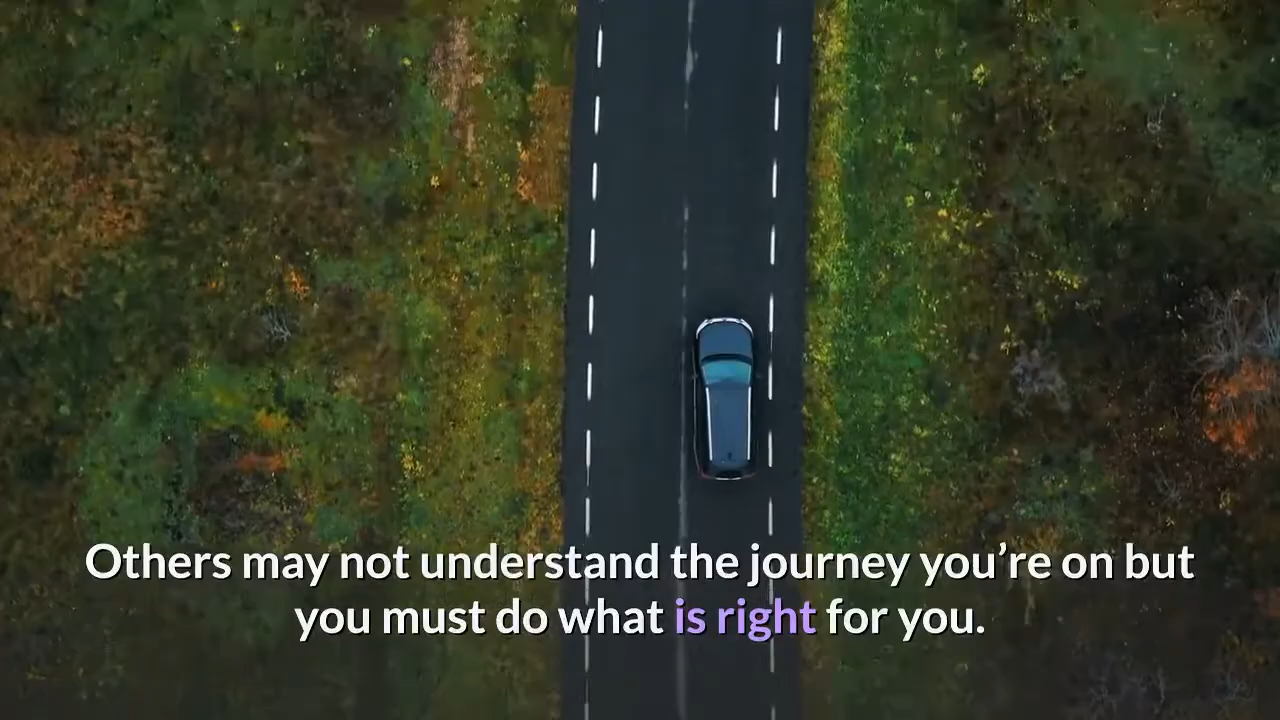 Others may not understand the journey you’re on but
you must do what is right for you.